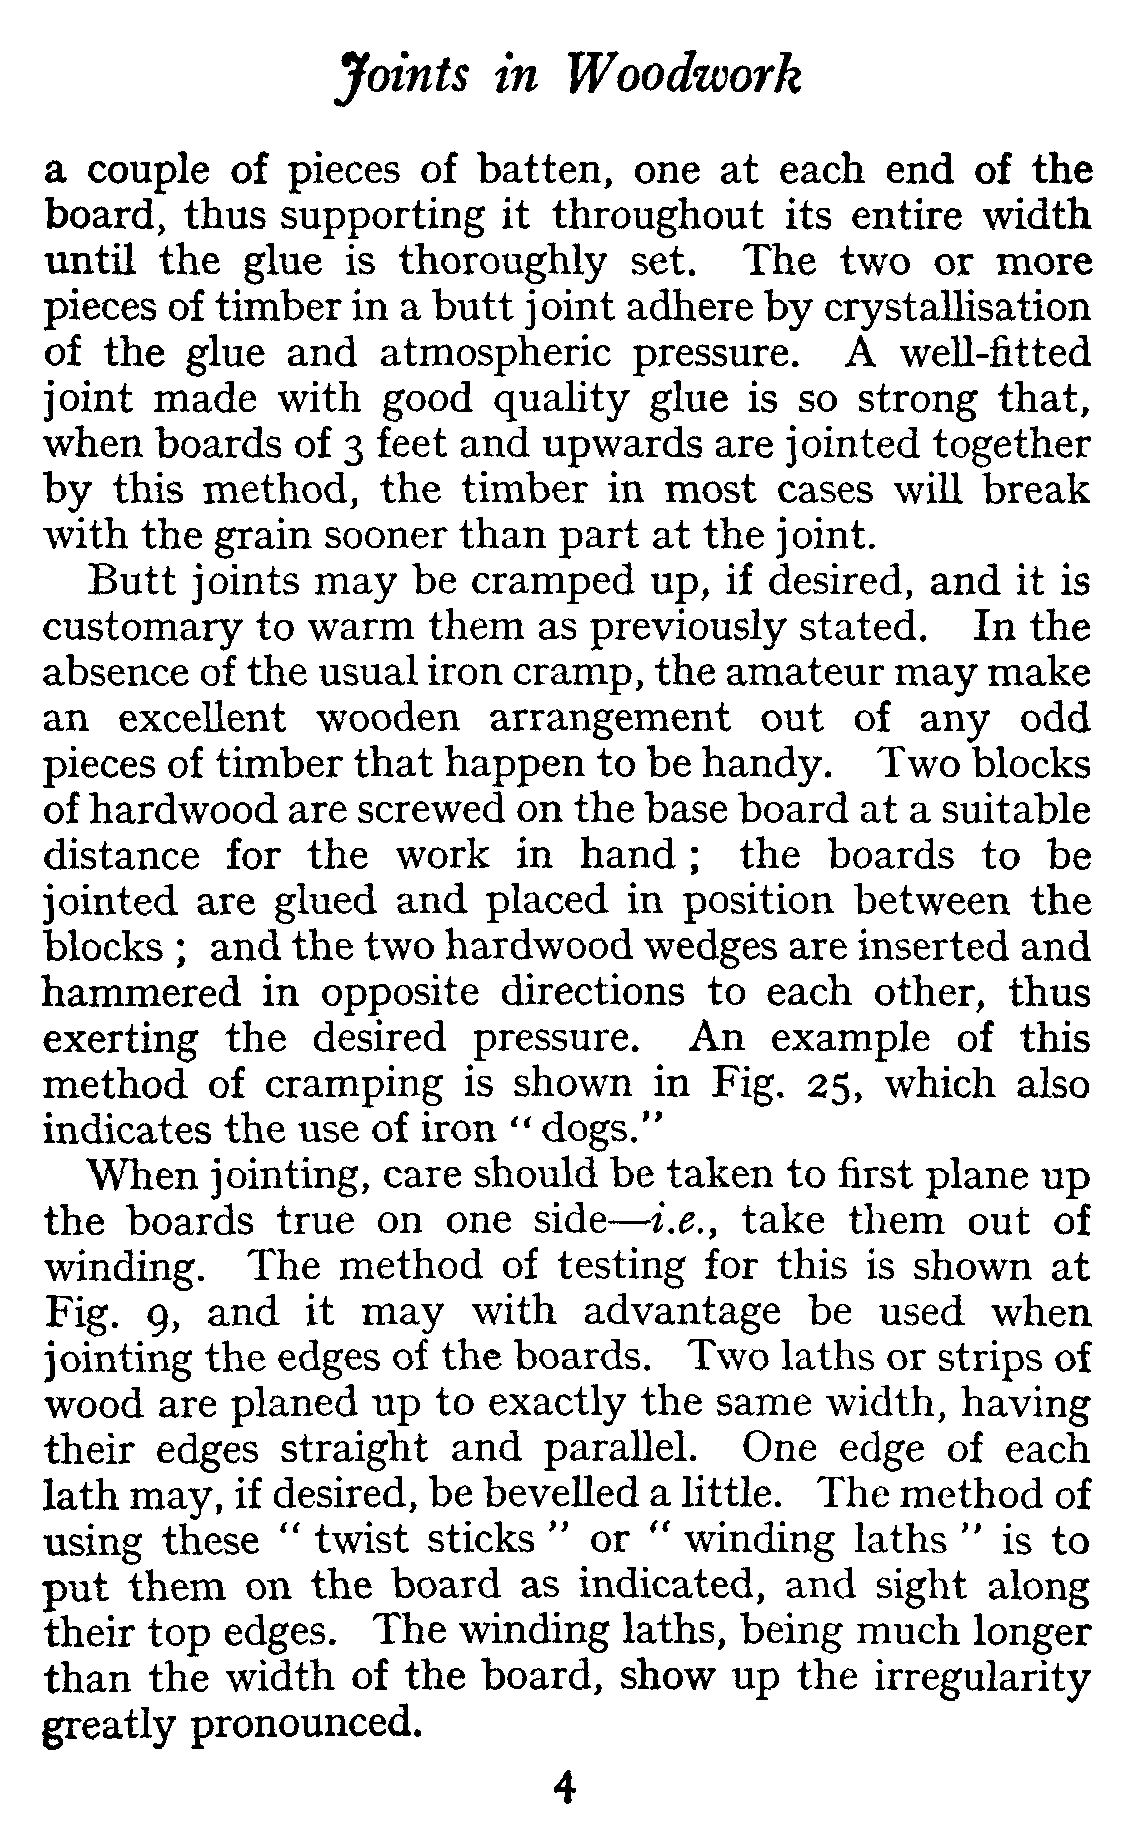 Joints in Woodwork
a couple of pieces of batten, one at each end of the
board, thus supporting it throughout its entire width
until the glue is thoroughly set. The two or more
pieces of timber in a butt joint adhere by crystallisation
of the glue and atmospheric pressure. A well-fitted
joint made with good quality glue is so strong that,
when boards of 3 feet and upwards are jointed together
by this method, the timber in most cases will break
with the grain sooner than part at the joint.
Butt joints may be cramped up, if desired, and it is
customary to warm them as previously stated. In the
absence of the usual iron cramp, the amateur may make
an excellent wooden arrangement out of any odd
pieces of timber that happen to be handy. Two blocks
of hardwood are screwed on the base board at a suitable
distance for the work in hand ; the boards to be
jointed are glued and placed in position between the
blocks ; and the two hardwood wedges are inserted and
hammered in opposite directions to each other, thus
exerting the desired pressure. An example of this
method of cramping is shown in Fig. 25, which also
indicates the use of iron “ dogs.”
When jointing, care should be taken to first plane up
the boards true on one side—i.e., take them out of
winding. The method of testing for this is shown at
Fig. 9, and it may with advantage be used when
jointing the edges of the boards. Two laths or strips of
wood are planed up to exactly the same width, having
their edges straight and parallel. One edge of each
lath may, if desired, be bevelled a little. The method of
using these “ twist sticks ” or “ winding laths ” is to
put them on the board as indicated, and sight along
their top edges. The winding laths, being much longer
than the width of the board, show up the irregularity
greatly pronounced.
4